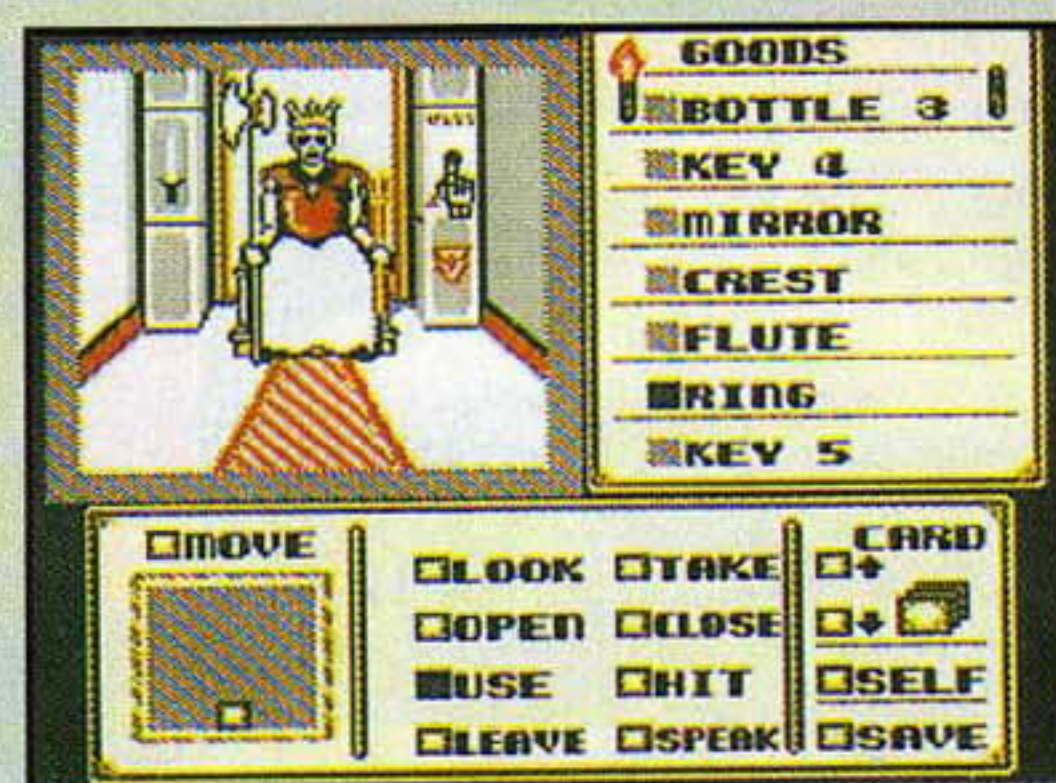 GOODS
BOTTLE 3
KEY 4
MIRROR
CREST
FLUTE
RING
KEY 5
MOVE
LOOK TAKE
OPEN CLOSE
USE HIT
LEAVE SPEAK
CARD
SELF
SAVE